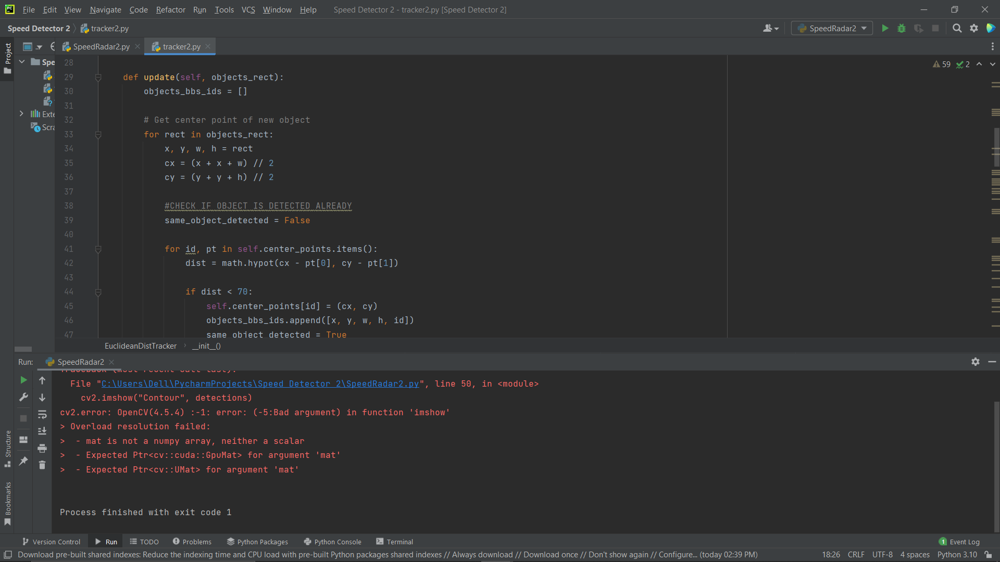 File Edit View Navigate Code Refactor Run Tools VCS Window Help Speed Detector 2 - tracker2.py [Speed Detector 2]
Speed Detector 2 tracker2.py SpeedRadar2
Project
SpeedRadar2.py tracker2.py
Spe
Exte
Scra
59 2
28
29 def update(self, objects_rect):
30 objects_bbs_ids = []
31
32 # Get center point of new object
33 for rect in objects_rect:
34 x, y, w, h = rect
35 cx = (x + x + w) // 2
36 cy = (y + y + h) // 2
37
38 #CHECK IF OBJECT IS DETECTED ALREADY
39 same_object_detected = False
40
41 for id, pt in self.center_points.items():
42 dist = math.hypot(cx - pt[0], cy - pt[1])
43
44 if dist < 70:
45 self.center_points[id] = (cx, cy)
46 objects_bbs_ids.append([x, y, w, h, id])
47 same_object_detected = True
EuclideanDistTracker › __init__()
Run: SpeedRadar2
Traceback (most recent call last):
File "C:\Users\Dell\PycharmProjects\Speed Detector 2\SpeedRadar2.py", line 50, in <module>
cv2.imshow("Contour", detections)
cv2.error: OpenCV(4.5.4) :-1: error: (-5:Bad argument) in function 'imshow'
> Overload resolution failed:
> - mat is not a numpy array, neither a scalar
> - Expected Ptr<cv::cuda::GpuMat> for argument 'mat'
> - Expected Ptr<cv::UMat> for argument 'mat'
Process finished with exit code 1
Structure
Bookmarks
Version Control Run TODO Problems Python Packages Python Console Terminal 1 Event Log
Download pre-built shared indexes: Reduce the indexing time and CPU load with pre-built Python packages shared indexes // Always download // Download once // Don't show again // Configure... (today 02:39 PM) 18:26 CRLF UTF-8 4 spaces Python 3.10